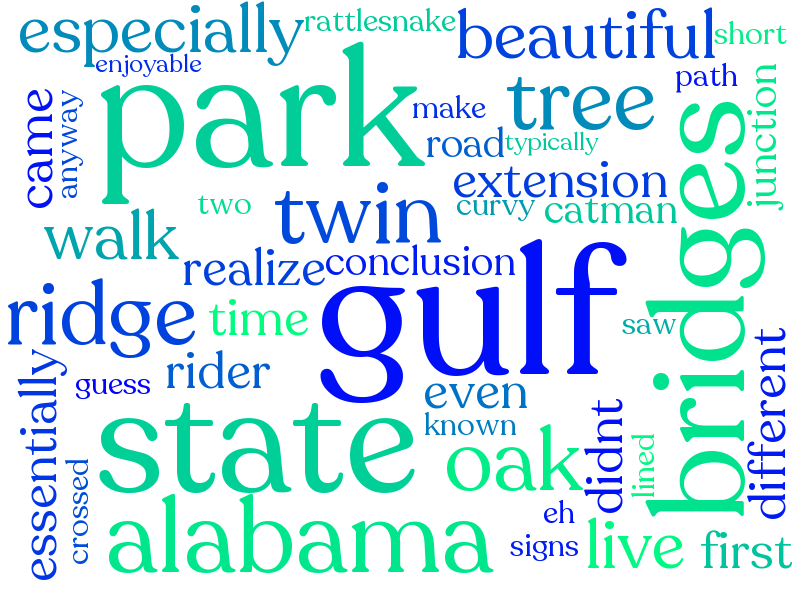 especially
rattlesnake
beautiful
short
enjoyable
park
make
tree
path
junction
came
anyway
road
typically
extension
bridges
two
twin
curvy
catman
walk
realize
conclusion
gulf
ridge
time
saw
essentially
guess
rider
even
known
different
state
oak
didnt
lined
crossed
alabama
eh
signs
live
first